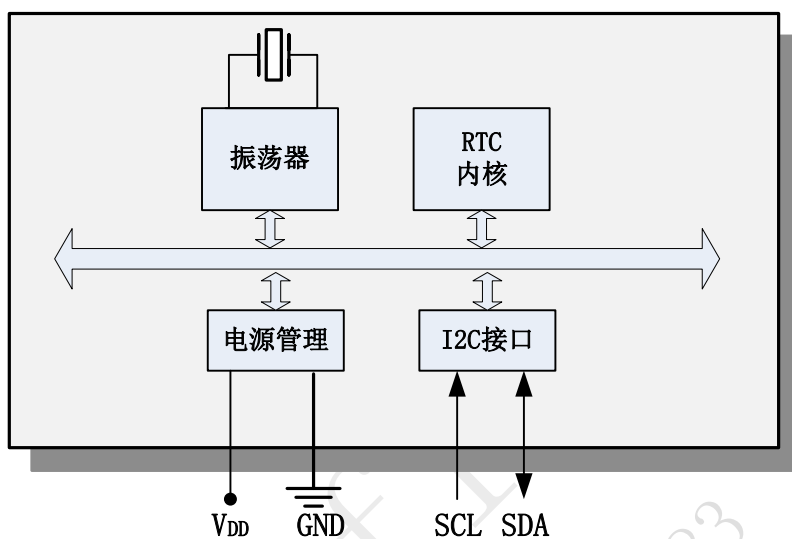 振荡器
RTC
内核
电源管理
I2C接口
VDD
GND
SCL
SDA